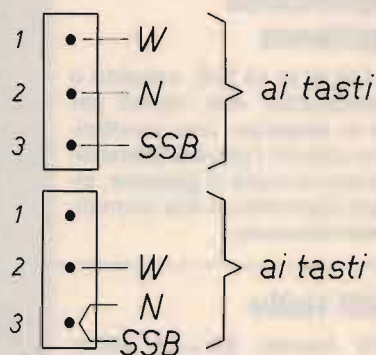 1 W
2 N ai tasti
3 SSB
1
2 W ai tasti
3 N
SSB